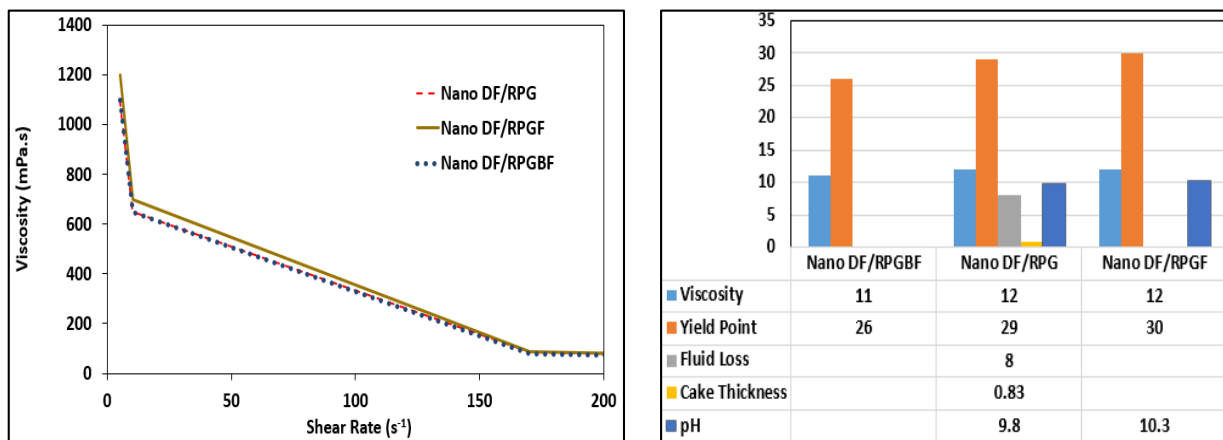 1400
1200
1000
800
600
400
200
0
Viscosity (mPa.s)
Nano DF/RPG
Nano DF/RPGF
Nano DF/RPGBF
0 50 100 150 200
Shear Rate (s⁻¹)
35
30
25
20
15
10
5
0
Nano DF/RPGBF Nano DF/RPG Nano DF/RPGF
Viscosity 11 12 12
Yield Point 26 29 30
Fluid Loss 8
Cake Thickness 0.83
pH 9.8 10.3